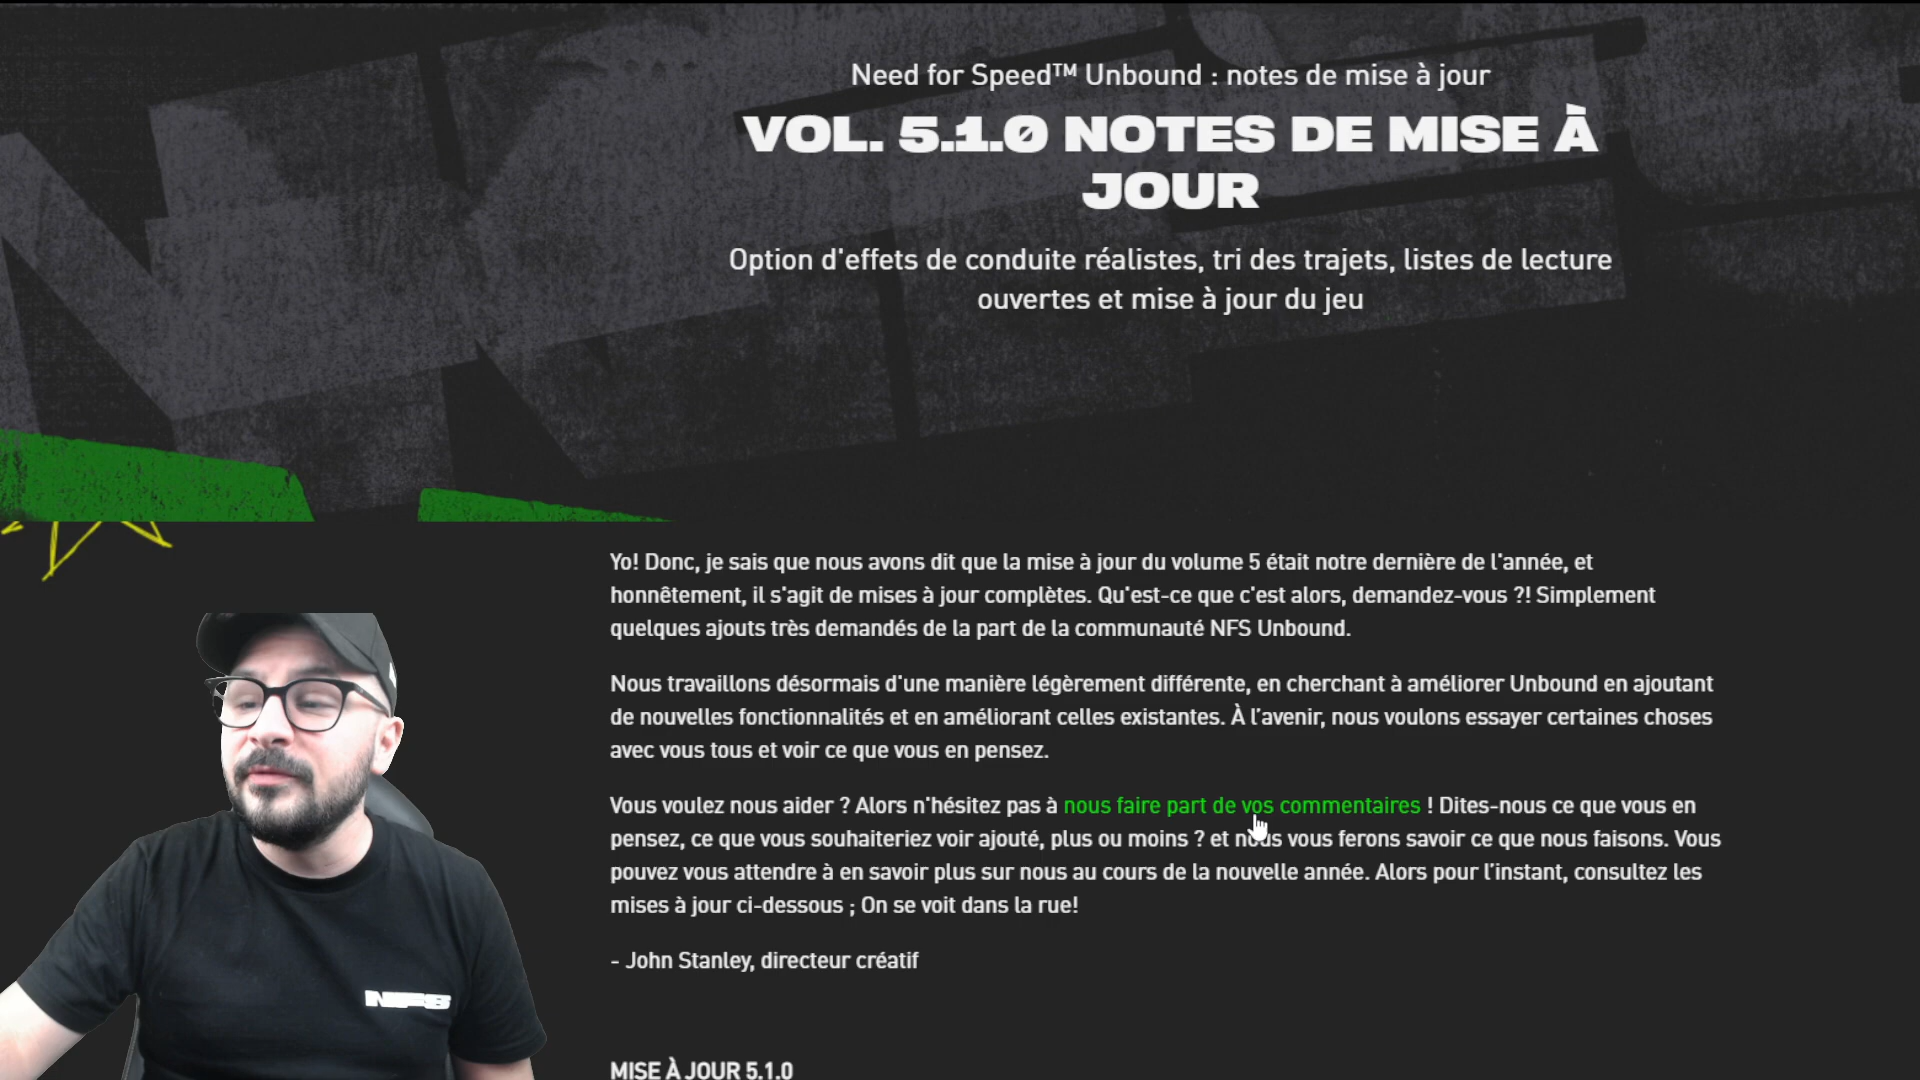 Need for Speed™ Unbound : notes de mise à jour
VOL. 5.1.0 NOTES DE MISE À
JOUR
Option d'effets de conduite réalistes, tri des trajets, listes de lecture
ouvertes et mise à jour du jeu
Yo! Donc, je sais que nous avons dit que la mise à jour du volume 5 était notre dernière de l'année, et
honnêtement, il s'agit de mises à jour complètes. Qu'est-ce que c'est alors, demandez-vous ?! Simplement
quelques ajouts très demandés de la part de la communauté NFS Unbound.
Nous travaillons désormais d'une manière légèrement différente, en cherchant à améliorer Unbound en ajoutant
de nouvelles fonctionnalités et en améliorant celles existantes. À l'avenir, nous voulons essayer certaines choses
avec vous tous et voir ce que vous en pensez.
Vous voulez nous aider ? Alors n'hésitez pas à nous faire part de vos commentaires ! Dites-nous ce que vous en
pensez, ce que vous souhaiteriez voir ajouté, plus ou moins ? et nous vous ferons savoir ce que nous faisons. Vous
pouvez vous attendre à en savoir plus sur nous au cours de la nouvelle année. Alors pour l'instant, consultez les
mises à jour ci-dessous ; On se voit dans la rue!
- John Stanley, directeur créatif
NFS
MISE À JOUR 5.1.0